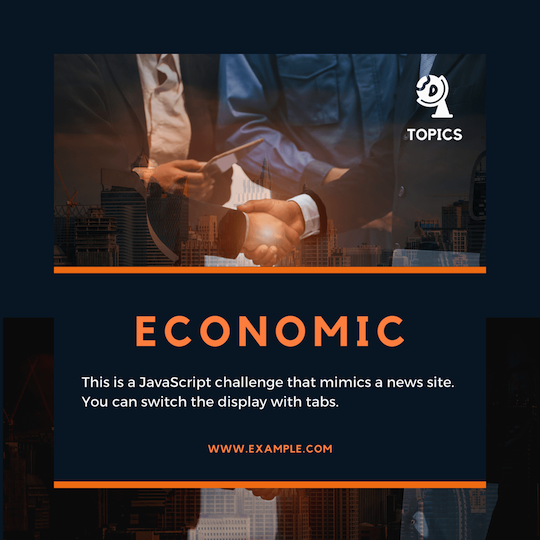 TOPICS
ECONOMIC
This is a JavaScript challenge that mimics a news site.
You can switch the display with tabs.
WWW.EXAMPLE.COM